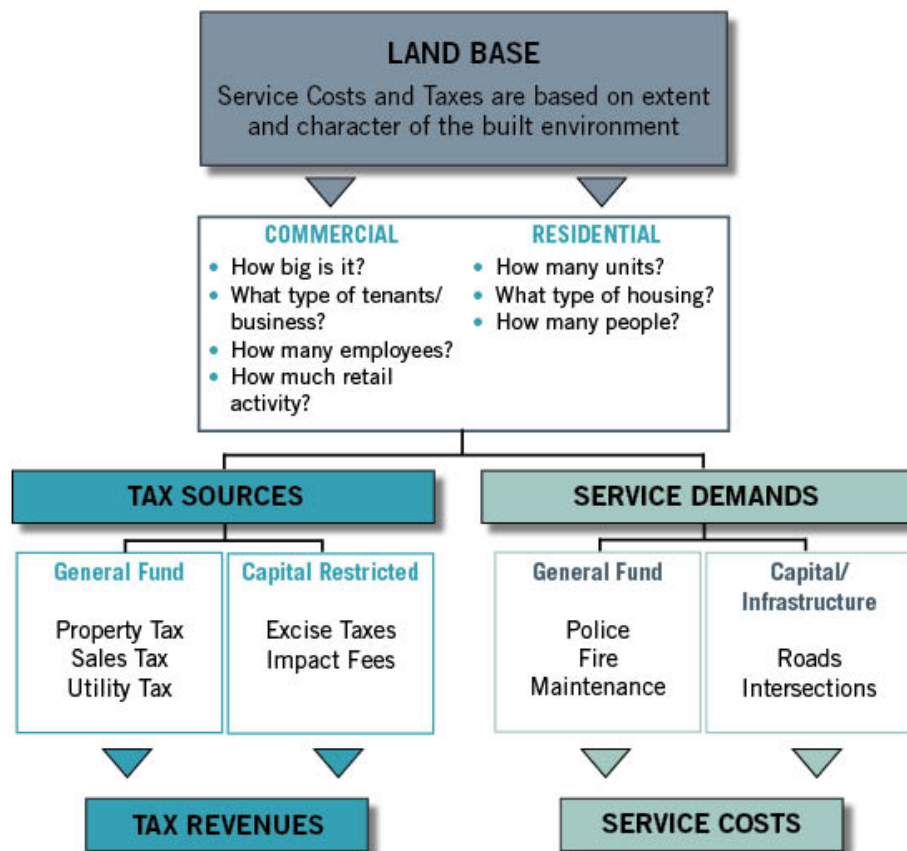 LAND BASE
Service Costs and Taxes are based on extent
and character of the built environment
COMMERCIAL
• How big is it?
• What type of tenants/
business?
• How many employees?
• How much retail
activity?
RESIDENTIAL
• How many units?
• What type of housing?
• How many people?
TAX SOURCES
General Fund
Property Tax
Sales Tax
Utility Tax
Capital Restricted
Excise Taxes
Impact Fees
TAX REVENUES
SERVICE DEMANDS
General Fund
Police
Fire
Maintenance
Capital/
Infrastructure
Roads
Intersections
SERVICE COSTS